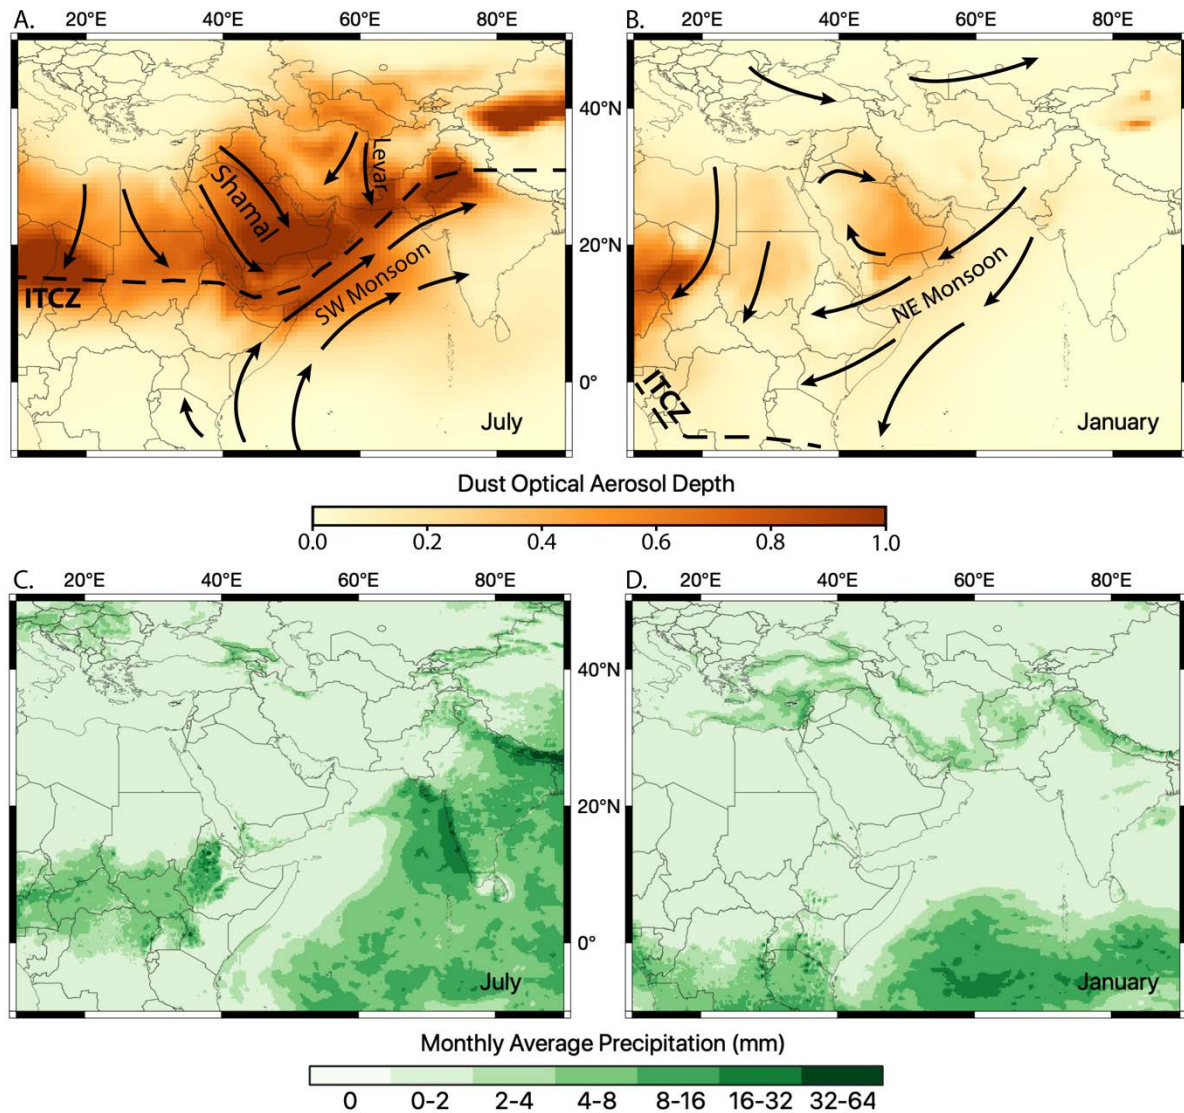 A. 20°E 40°E 60°E 80°E
B. 20°E 40°E 60°E 80°E
40°N
20°N
0°
Shamal
Levar
ITCZ
SW Monsoon
July
NE Monsoon
ITCZ
January
Dust Optical Aerosol Depth
0.0 0.2 0.4 0.6 0.8 1.0
C. 20°E 40°E 60°E 80°E
D. 20°E 40°E 60°E 80°E
40°N
20°N
0°
July
January
Monthly Average Precipitation (mm)
0 0-2 2-4 4-8 8-16 16-32 32-64